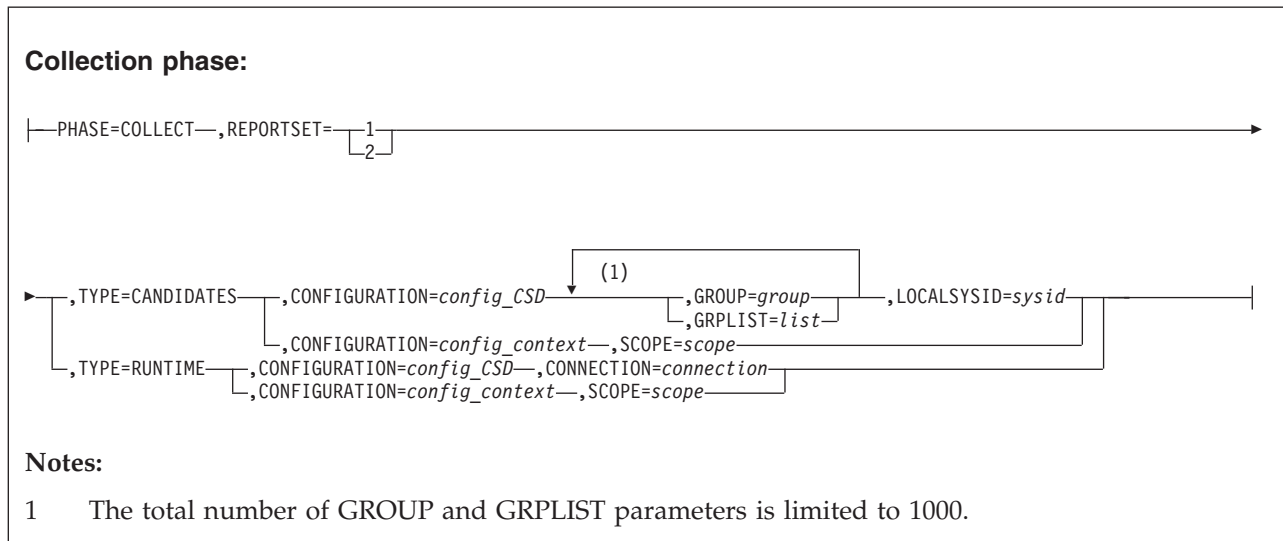 Collection phase:
PHASE=COLLECT ,REPORTSET= 1
2
(1)
,TYPE=CANDIDATES ,CONFIGURATION=config_CSD ,GROUP=group ,LOCALSYSID=sysid
,GRPLIST=list
,CONFIGURATION=config_context ,SCOPE=scope
,TYPE=RUNTIME ,CONFIGURATION=config_CSD ,CONNECTION=connection
,CONFIGURATION=config_context ,SCOPE=scope
Notes:
1 The total number of GROUP and GRPLIST parameters is limited to 1000.